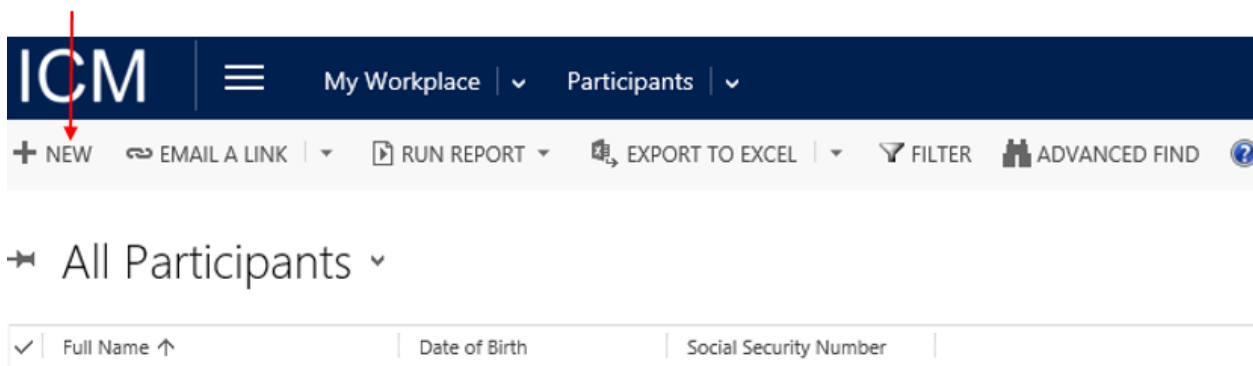 ICM My Workplace Participants
+ NEW EMAIL A LINK RUN REPORT EXPORT TO EXCEL FILTER ADVANCED FIND ?
All Participants
Full Name ↑ Date of Birth Social Security Number